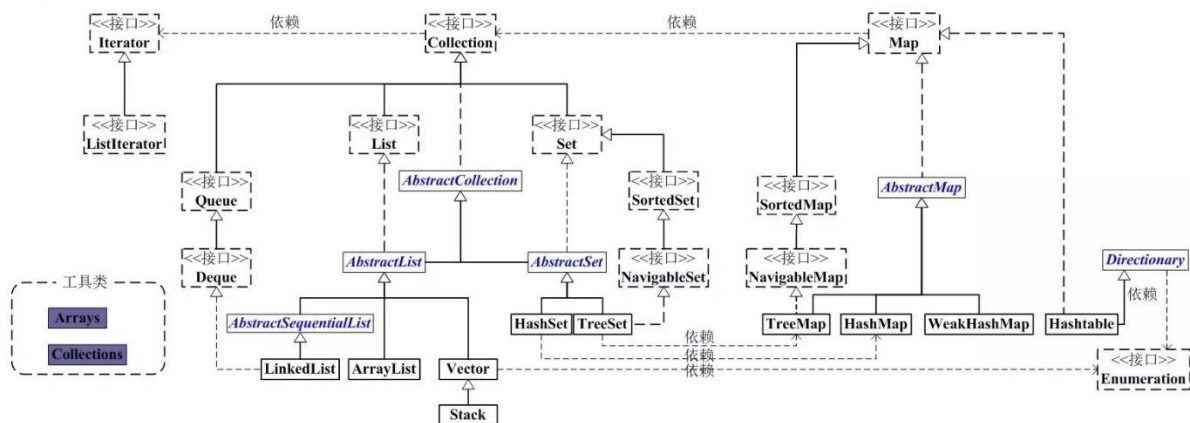 <<接口>>
Iterator
依赖
<<接口>>
Collection
依赖
<<接口>>
Map
<<接口>>
ListIterator
<<接口>>
List
<<接口>>
Set
<<接口>>
Queue
AbstractCollection
<<接口>>
SortedSet
<<接口>>
SortedMap
AbstractMap
<<接口>>
Deque
AbstractList
AbstractSet
<<接口>>
NavigableSet
<<接口>>
NavigableMap
Directionary
工具类
Arrays
Collections
AbstractSequentialList
HashSet
TreeSet
TreeMap
HashMap
WeakHashMap
Hashtable
依赖
依赖
依赖
依赖
LinkedList
ArrayList
Vector
<<接口>>
Enumeration
Stack